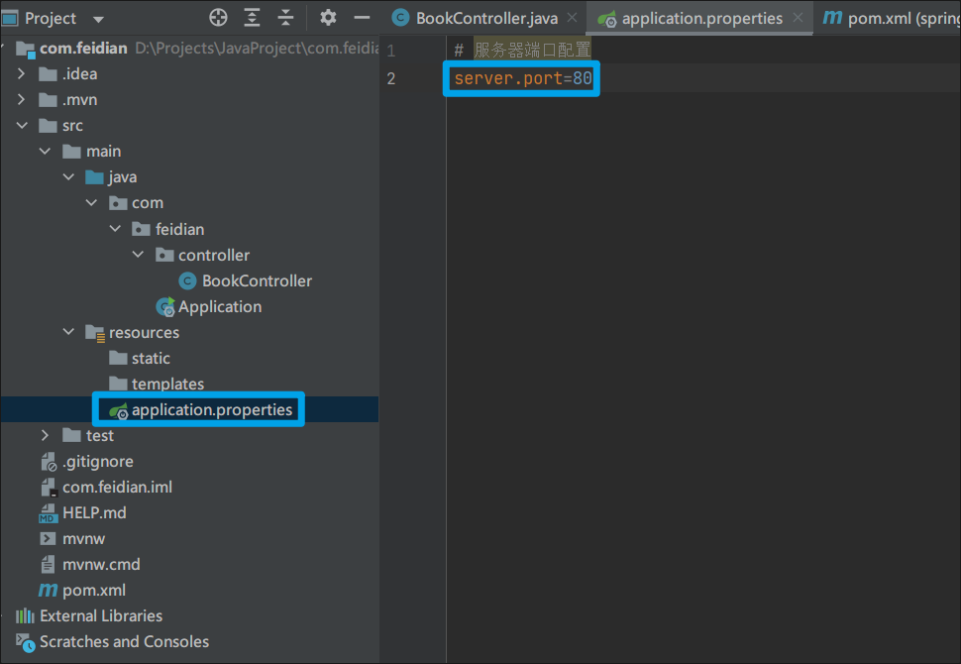 Project
BookController.java
application.properties
pom.xml (spring
com.feidian D:\Projects\JavaProject\com.feidia
.idea
.mvn
src
main
java
com
feidian
controller
BookController
Application
resources
static
templates
application.properties
test
.gitignore
com.feidian.iml
HELP.md
mvnw
mvnw.cmd
pom.xml
External Libraries
Scratches and Consoles
1 # 服务器端口配置
2 server.port=80